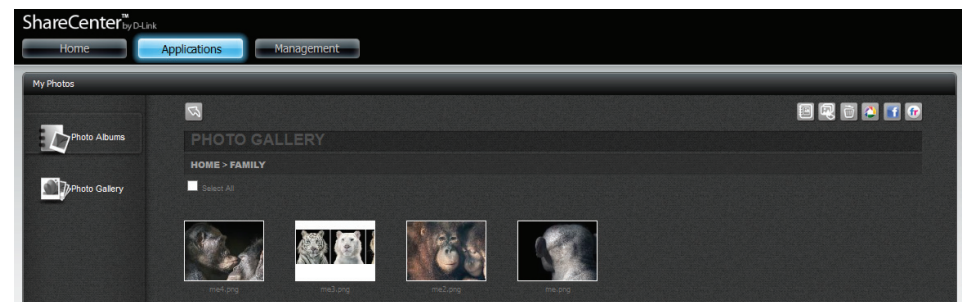 ShareCenter™ by D-Link
Home Applications Management
My Photos
Photo Albums
PHOTO GALLERY
HOME > FAMILY
Photo Gallery
Select All
me4.png me3.png me2.png me.png